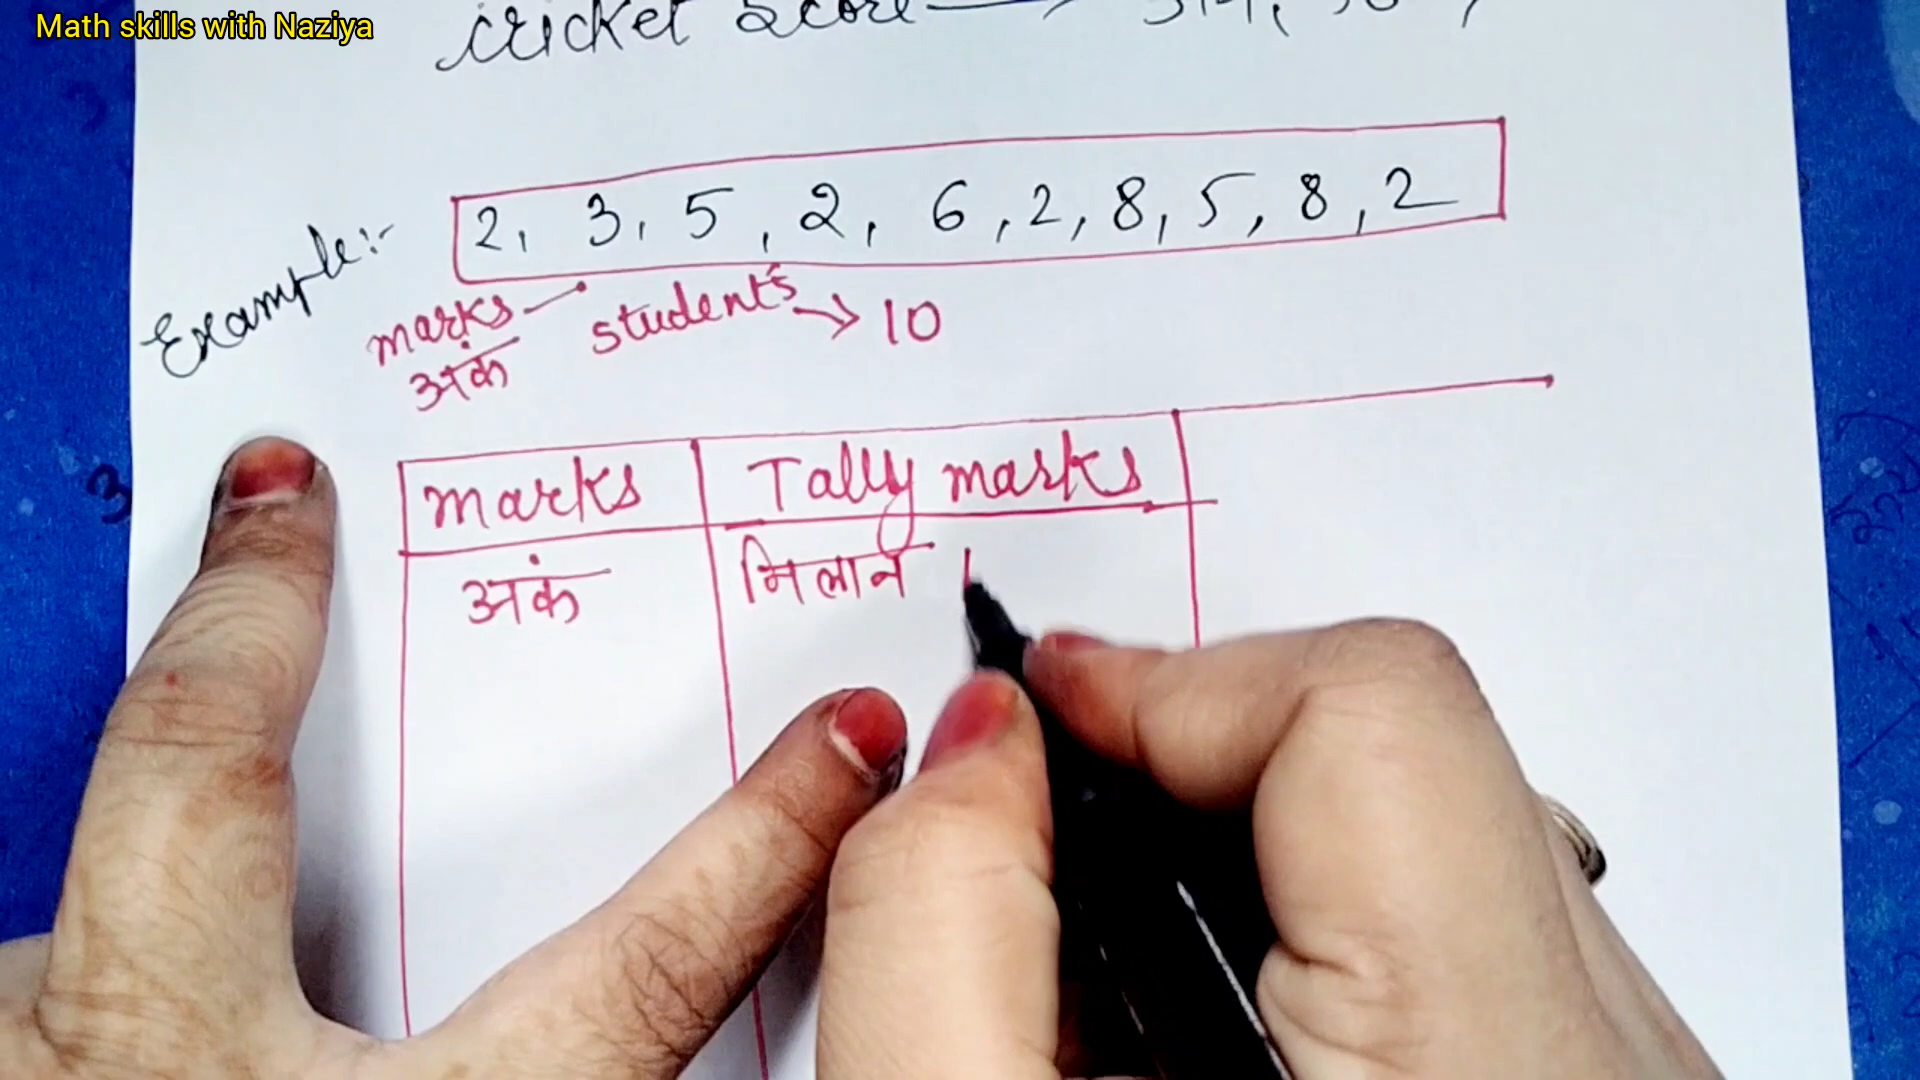 Math skills with Naziya
cricket score
Example:- 2, 3, 5, 2, 6, 2, 8, 5, 8, 2
marks student's → 10
अंक
marks Tally marks
अंक मिलान